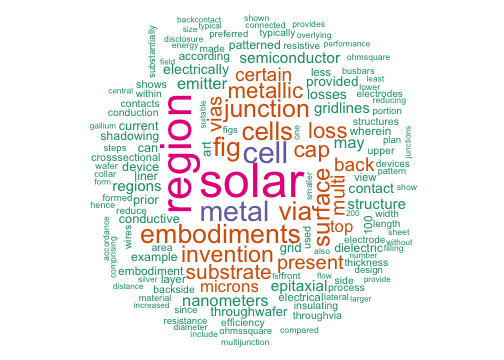 backcontact shown
size typical connected provides
disclosure preferred typically overlying
energy made patterned resistive performance
substantially according semiconductor ohmsquare
field electrically certain less busbars
central shows emitter metallic provided lower least
within losses electrodes
contacts vias junction gridlines reducing
conduction portion
gallium current region suitable cells loss structures
shadowing art figs fig one may wherein plan junctions
steps can cell cap upper pattern
crosssectional device solar back devices
wafer liner smaller surface multi view
collar prior contact show
form regions metal via structure
formed reduce 200 100 width
hence conductive embodiments top length
accordance wires area grid used also electrode sheet
comprising example invention present dielectric filling without
embodiment substrate fsffront flow number thickness
distance backside layer epitaxial side design provide
silver microns process
material nanometers electrical lateral larger
increased since throughwafer insulating
resistance efficiency throughvia
diameter ohmssquare compared
include
multijunction